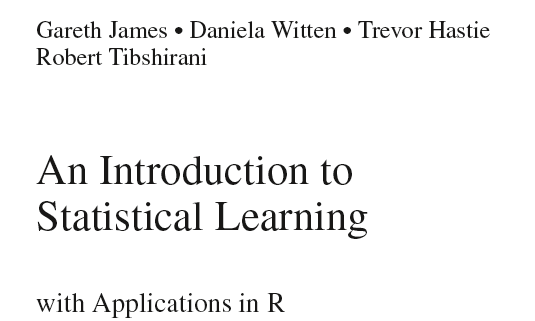 Gareth James • Daniela Witten • Trevor Hastie
Robert Tibshirani
An Introduction to
Statistical Learning
with Applications in R